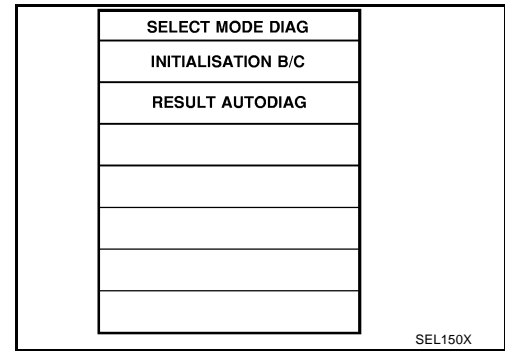 SELECT MODE DIAG
INITIALISATION B/C
RESULT AUTODIAG
SEL150X